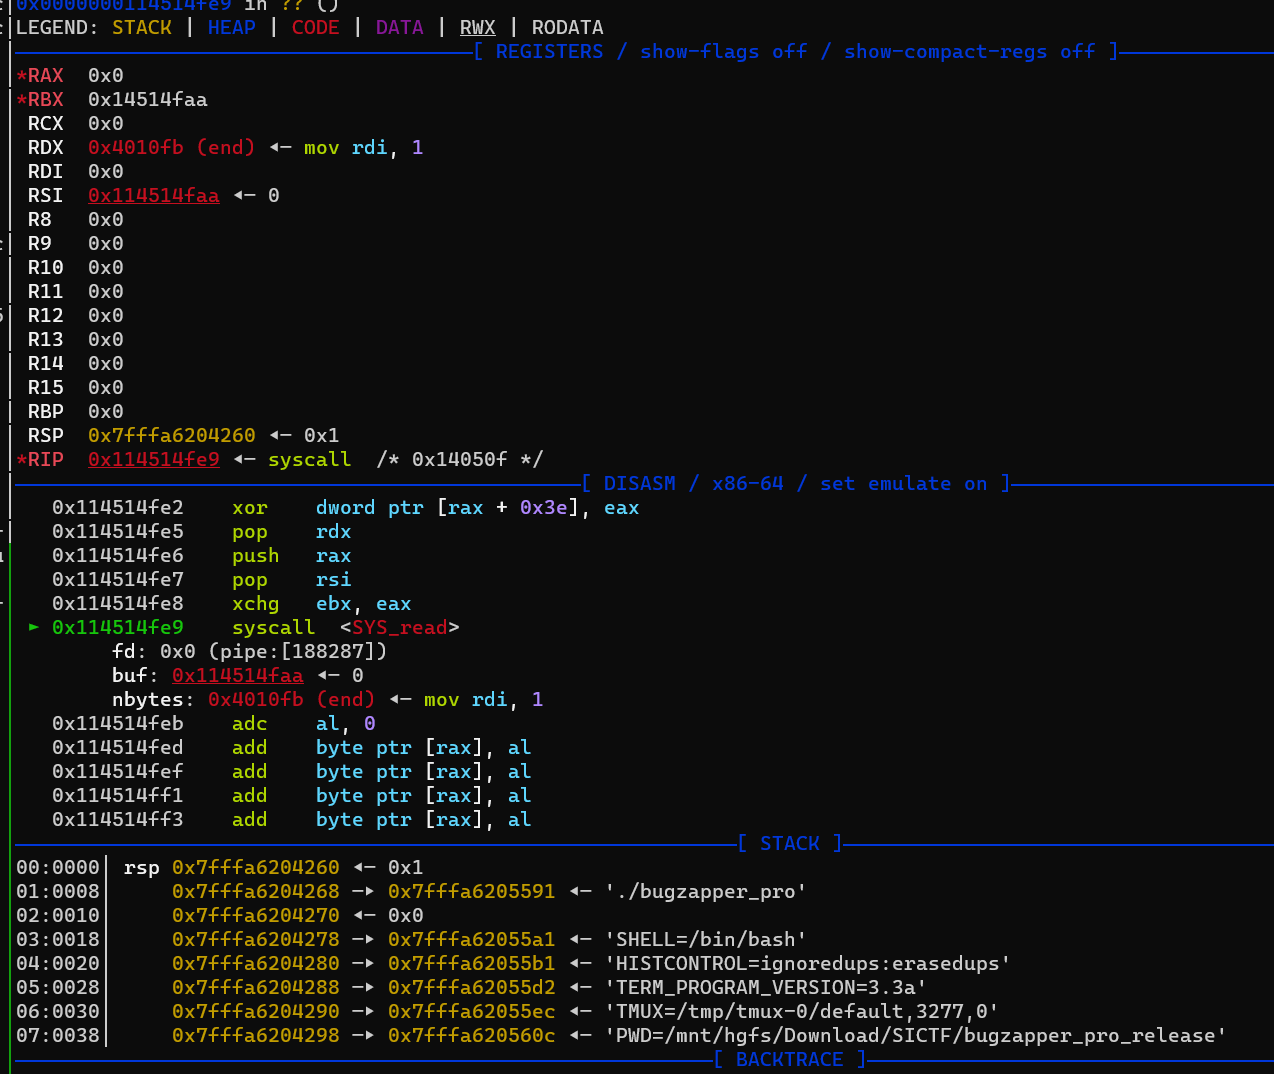 0x0000000114514fe9 in ?? ()
LEGEND: STACK | HEAP | CODE | DATA | RWX | RODATA
[ REGISTERS / show-flags off / show-compact-regs off ]
*RAX  0x0
*RBX  0x14514faa
RCX  0x0
RDX  0x4010fb (end) ◂— mov rdi, 1
RDI  0x0
RSI  0x114514faa ◂— 0
R8   0x0
R9   0x0
R10  0x0
R11  0x0
R12  0x0
R13  0x0
R14  0x0
R15  0x0
RBP  0x0
RSP  0x7fffa6204260 ◂— 0x1
*RIP  0x114514fe9 ◂— syscall  /* 0x14050f */
[ DISASM / x86-64 / set emulate on ]
0x114514fe2    xor    dword ptr [rax + 0x3e], eax
0x114514fe5    pop    rdx
0x114514fe6    push   rax
0x114514fe7    pop    rsi
0x114514fe8    xchg   ebx, eax
► 0x114514fe9    syscall  <SYS_read>
fd: 0x0 (pipe:[188287])
buf: 0x114514faa ◂— 0
nbytes: 0x4010fb (end) ◂— mov rdi, 1
0x114514feb    adc    al, 0
0x114514fed    add    byte ptr [rax], al
0x114514fef    add    byte ptr [rax], al
0x114514ff1    add    byte ptr [rax], al
0x114514ff3    add    byte ptr [rax], al
[ STACK ]
00:0000│ rsp 0x7fffa6204260 ◂— 0x1
01:0008│     0x7fffa6204268 —▸ 0x7fffa6205591 ◂— './bugzapper_pro'
02:0010│     0x7fffa6204270 ◂— 0x0
03:0018│     0x7fffa6204278 —▸ 0x7fffa62055a1 ◂— 'SHELL=/bin/bash'
04:0020│     0x7fffa6204280 —▸ 0x7fffa62055b1 ◂— 'HISTCONTROL=ignoredups:erasedups'
05:0028│     0x7fffa6204288 —▸ 0x7fffa62055d2 ◂— 'TERM_PROGRAM_VERSION=3.3a'
06:0030│     0x7fffa6204290 —▸ 0x7fffa62055ec ◂— 'TMUX=/tmp/tmux-0/default,3277,0'
07:0038│     0x7fffa6204298 —▸ 0x7fffa620560c ◂— 'PWD=/mnt/hgfs/Download/SICTF/bugzapper_pro_release'
[ BACKTRACE ]